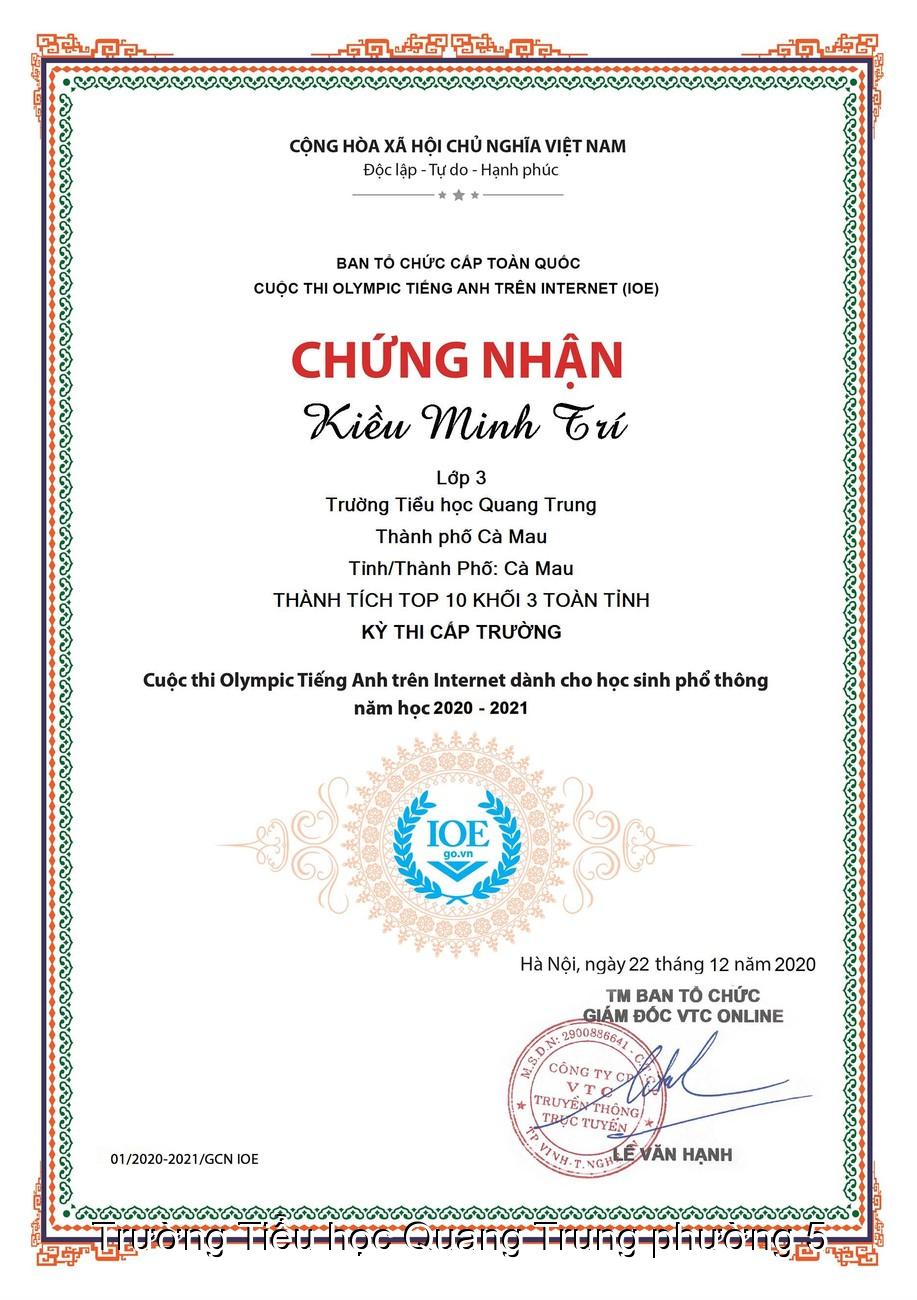 CỘNG HÒA XÃ HỘI CHỦ NGHĨA VIỆT NAM
Độc lập - Tự do - Hạnh phúc
BAN TỔ CHỨC CẤP TOÀN QUỐC
CUỘC THI OLYMPIC TIẾNG ANH TRÊN INTERNET (IOE)
CHỨNG NHẬN
Kiều Minh Trí
Lớp 3
Trường Tiểu học Quang Trung
Thành phố Cà Mau
Tỉnh/Thành Phố: Cà Mau
THÀNH TÍCH TOP 10 KHỐI 3 TOÀN TỈNH
KỲ THI CẤP TRƯỜNG
Cuộc thi Olympic Tiếng Anh trên Internet dành cho học sinh phổ thông
năm học 2020 - 2021
IOE
go.vn
Hà Nội, ngày 22 tháng 12 năm 2020
TM BAN TỔ CHỨC
GIÁM ĐỐC VTC ONLINE
M.S.D.N: 2900886641 - C.T.C.P
CÔNG TY CP
VTC
TRUYỀN THÔNG
TRỰC TUYẾN
TP VINH-T.NGHỆ AN
LÊ VĂN HẠNH
01/2020-2021/GCN IOE
Trường Tiểu học Quang Trung phường 5